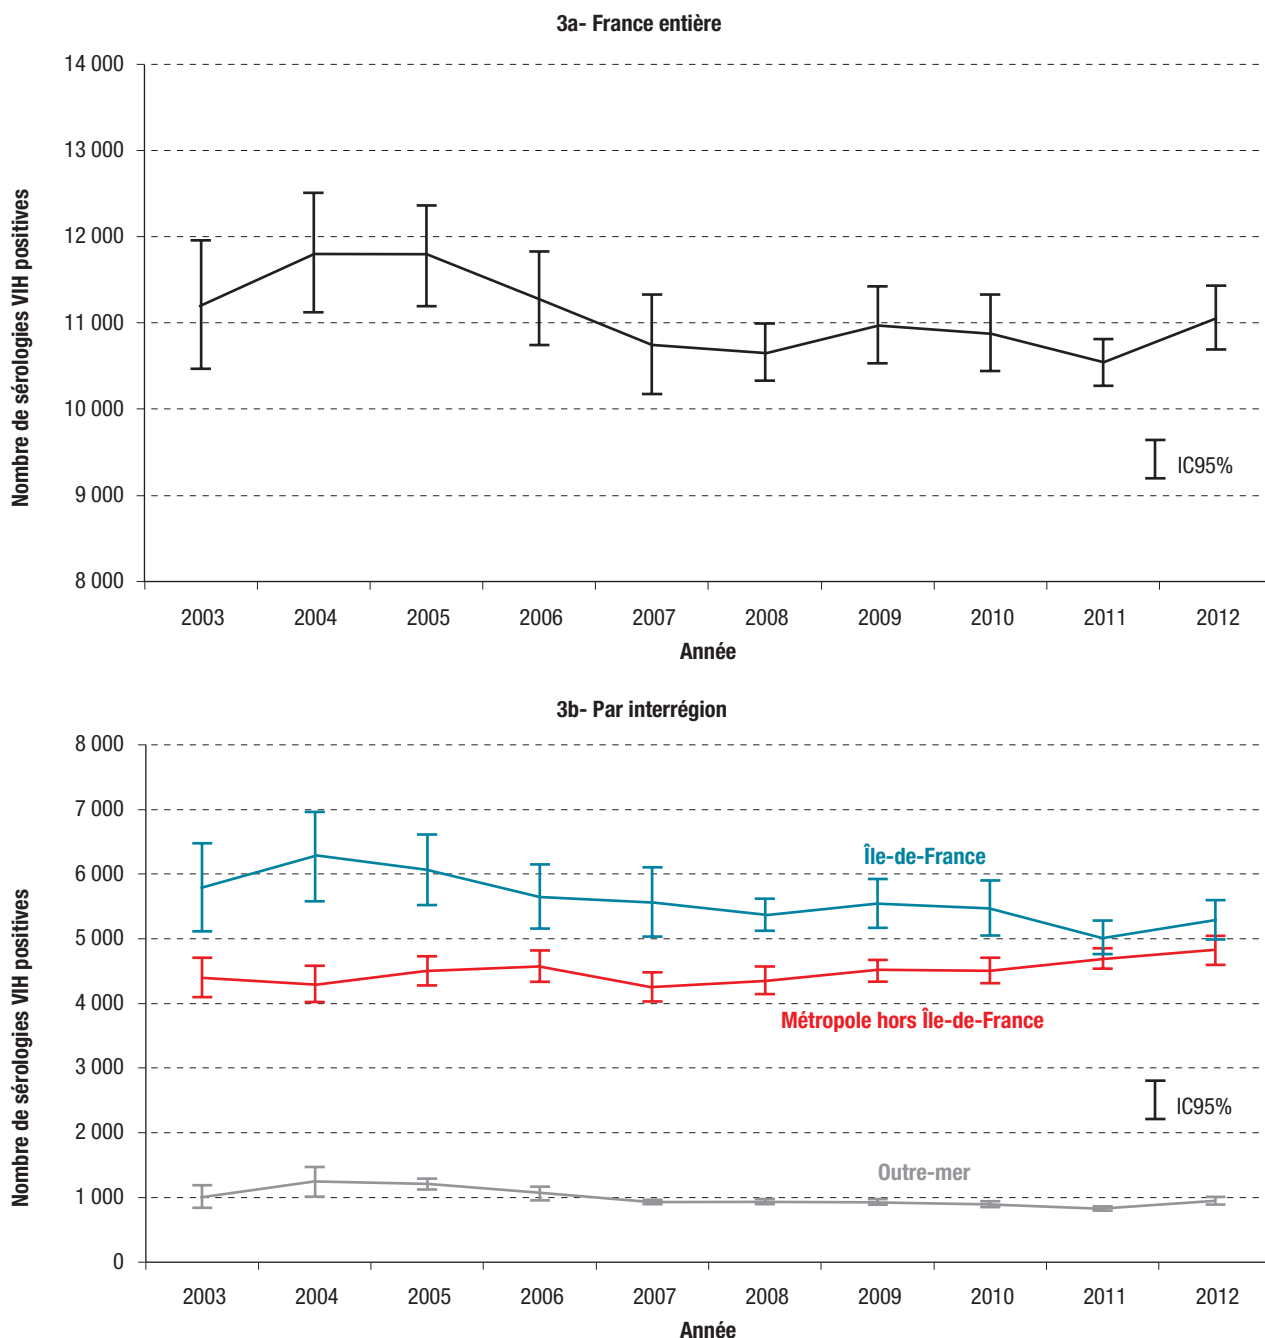 3a- France entière
Nombre de sérologies VIH positives
14 000
13 000
12 000
11 000
10 000
9 000
8 000
IC95%
2003 2004 2005 2006 2007 2008 2009 2010 2011 2012
Année
3b- Par interrégion
Nombre de sérologies VIH positives
8 000
7 000
6 000
5 000
4 000
3 000
2 000
1 000
0
Île-de-France
Métropole hors Île-de-France
IC95%
Outre-mer
2003 2004 2005 2006 2007 2008 2009 2010 2011 2012
Année